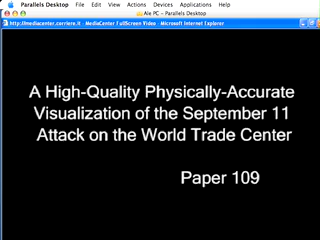 Parallels Desktop File Edit View Actions Devices Applications Help
Ale PC - Parallels Desktop
http://mediacenter.corriere.it - MediaCenter FullScreen Video - Microsoft Internet Explorer
A High-Quality Physically-Accurate
Visualization of the September 11
Attack on the World Trade Center
Paper 109